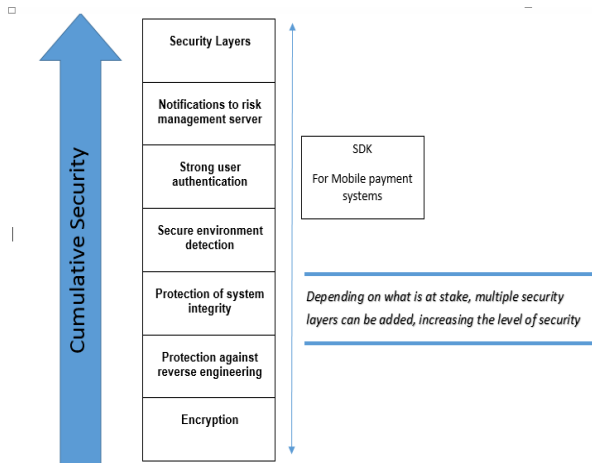 Cumulative Security
Security Layers
Notifications to risk
management server
Strong user
authentication
Secure environment
detection
Protection of system
integrity
Protection against
reverse engineering
Encryption
SDK
For Mobile payment
systems
Depending on what is at stake, multiple security
layers can be added, increasing the level of security